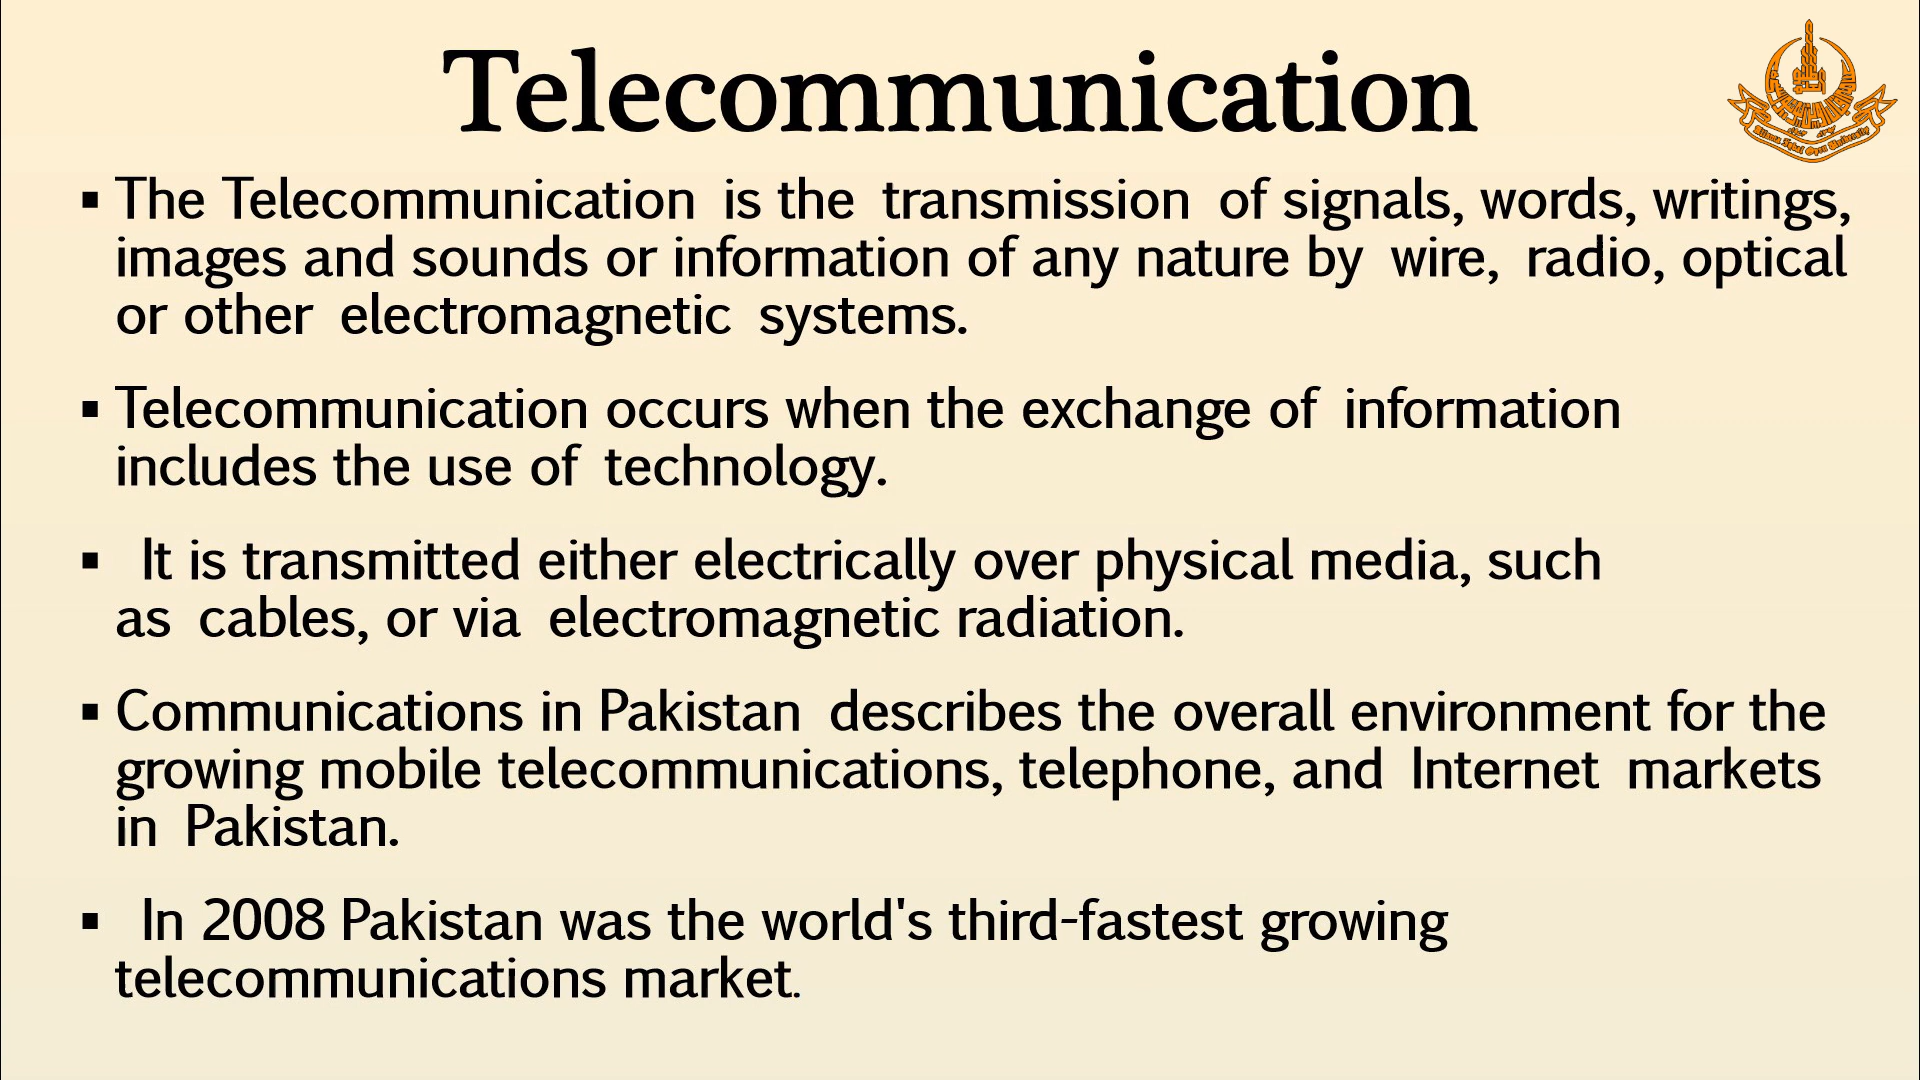 Telecommunication
▪ The Telecommunication is the transmission of signals, words, writings,
images and sounds or information of any nature by wire, radio, optical
or other electromagnetic systems.
▪ Telecommunication occurs when the exchange of information
includes the use of technology.
▪ It is transmitted either electrically over physical media, such
as cables, or via electromagnetic radiation.
▪ Communications in Pakistan describes the overall environment for the
growing mobile telecommunications, telephone, and Internet markets
in Pakistan.
▪ In 2008 Pakistan was the world's third-fastest growing
telecommunications market.
Allama Iqbal Open University